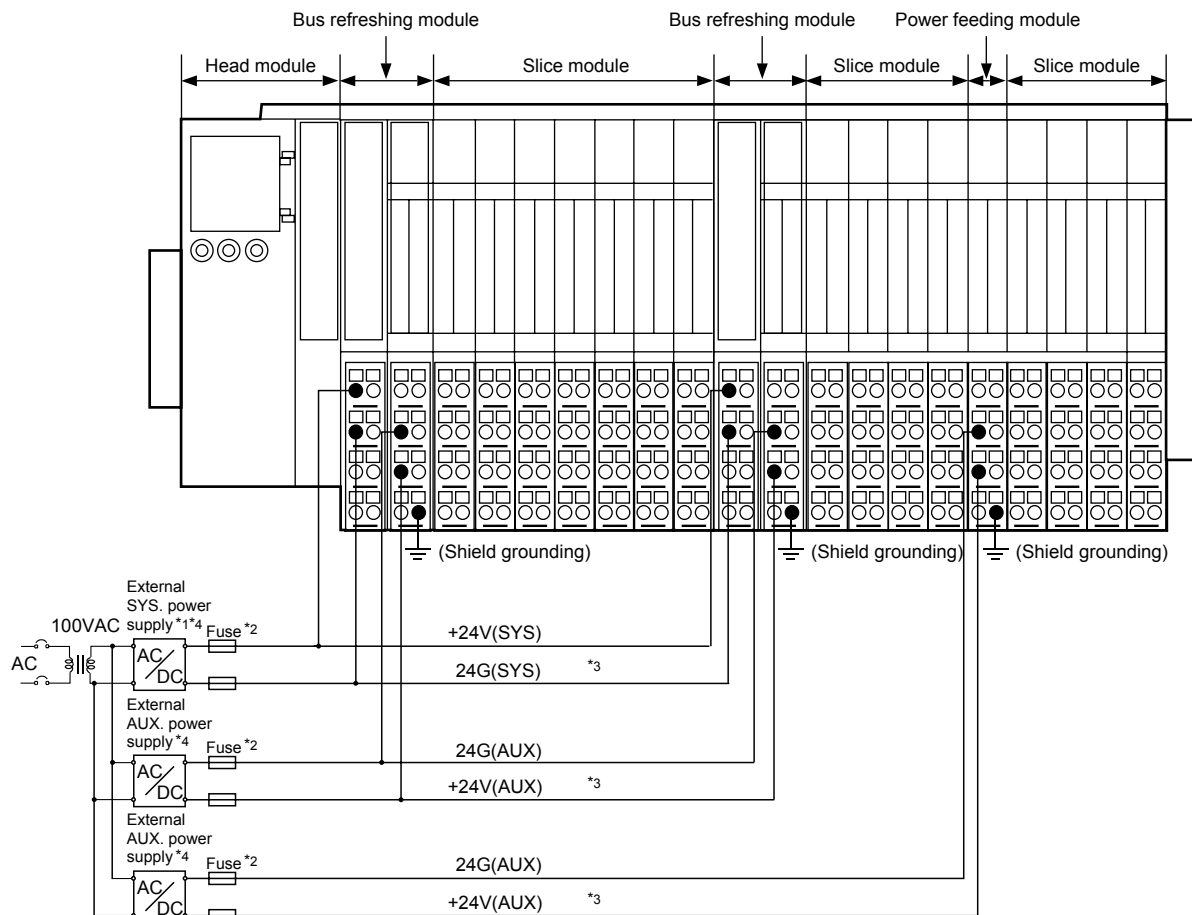 Bus refreshing module
Bus refreshing module
Power feeding module
Head module
Slice module
Slice module
Slice module
(Shield grounding)
(Shield grounding)
(Shield grounding)
External
SYS. power
supply *1*4
100VAC
Fuse *2
+24V(SYS)
AC
AC/DC
24G(SYS) *3
External
AUX. power
supply *4
Fuse *2
24G(AUX)
AC/DC
+24V(AUX) *3
External
AUX. power
supply *4
Fuse *2
24G(AUX)
AC/DC
+24V(AUX) *3